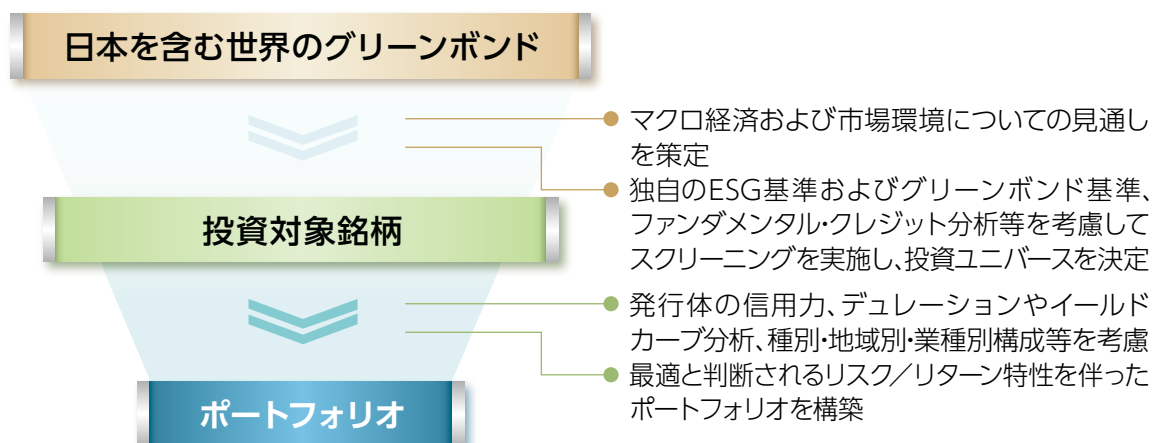 日本を含む世界のグリーンボンド
マクロ経済および市場環境についての見通し
を策定
独自のESG基準およびグリーンボンド基準、
ファンダメンタル・クレジット分析等を考慮して
スクリーニングを実施し、投資ユニバースを決定
投資対象銘柄
発行体の信用力、デュレーションやイールド
カーブ分析、種別・地域別・業種別構成等を考慮
最適と判断されるリスク／リターン特性を伴った
ポートフォリオを構築
ポートフォリオ